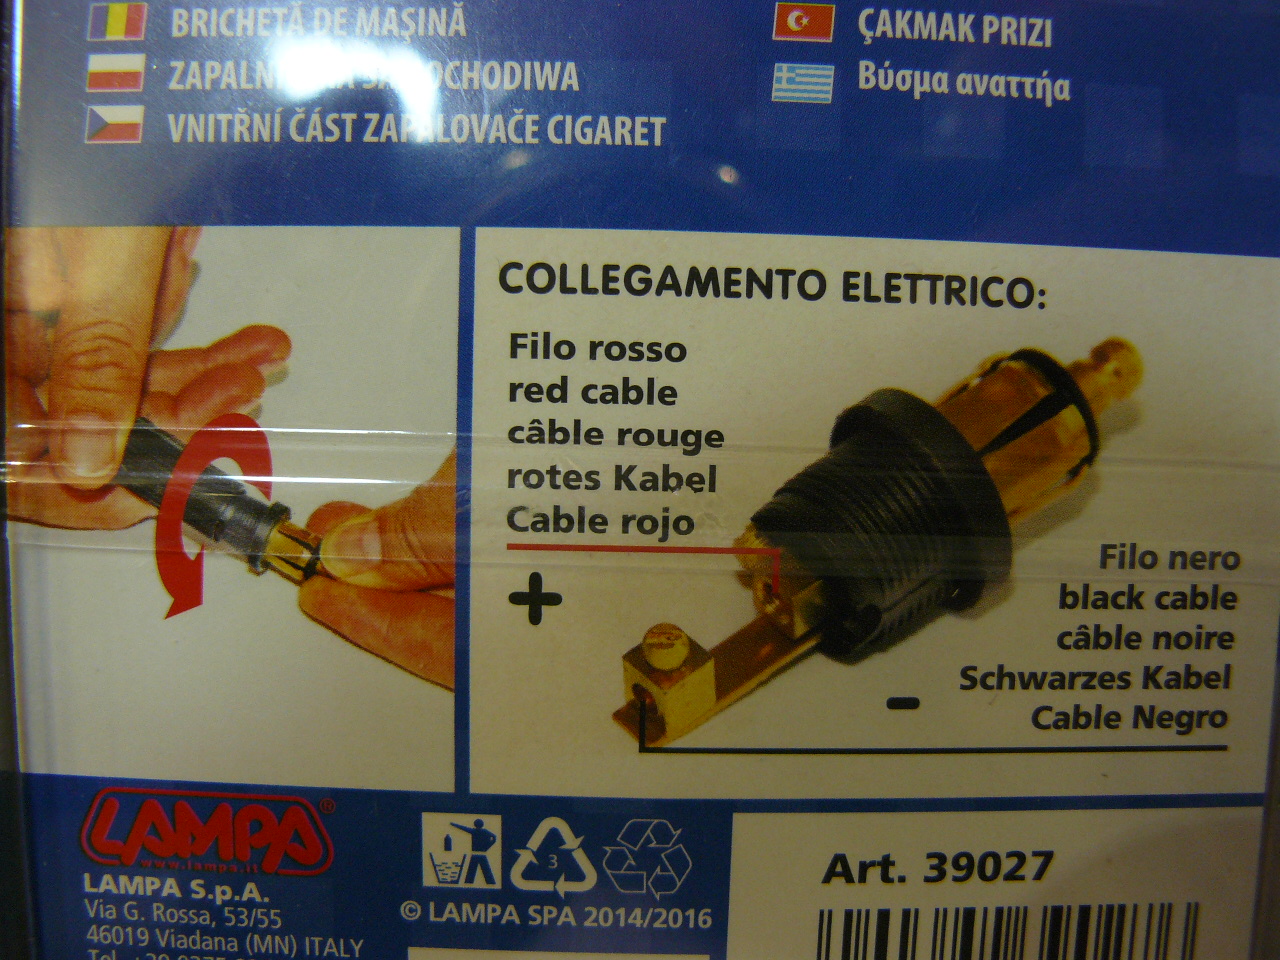 BRICHETĂ DE MAȘINĂ
SAMOCHODIWA
VNITŘNÍ ČÁST ZAPALOVAČE CIGARET
ÇAKMAK PRIZI
Βύσμα αναττήα
COLLEGAMENTO ELETTRICO:
Filo rosso
red cable
câble rouge
rotes Kabel
Cable rojo
+
Filo nero
black cable
câble noire
Schwarzes Kabel
Cable Negro
-
LAMPA®
www.lampa.it
LAMPA S.p.A.
Via G. Rossa, 53/55
46019 Viadana (MN) ITALY
3
© LAMPA SPA 2014/2016
Art. 39027